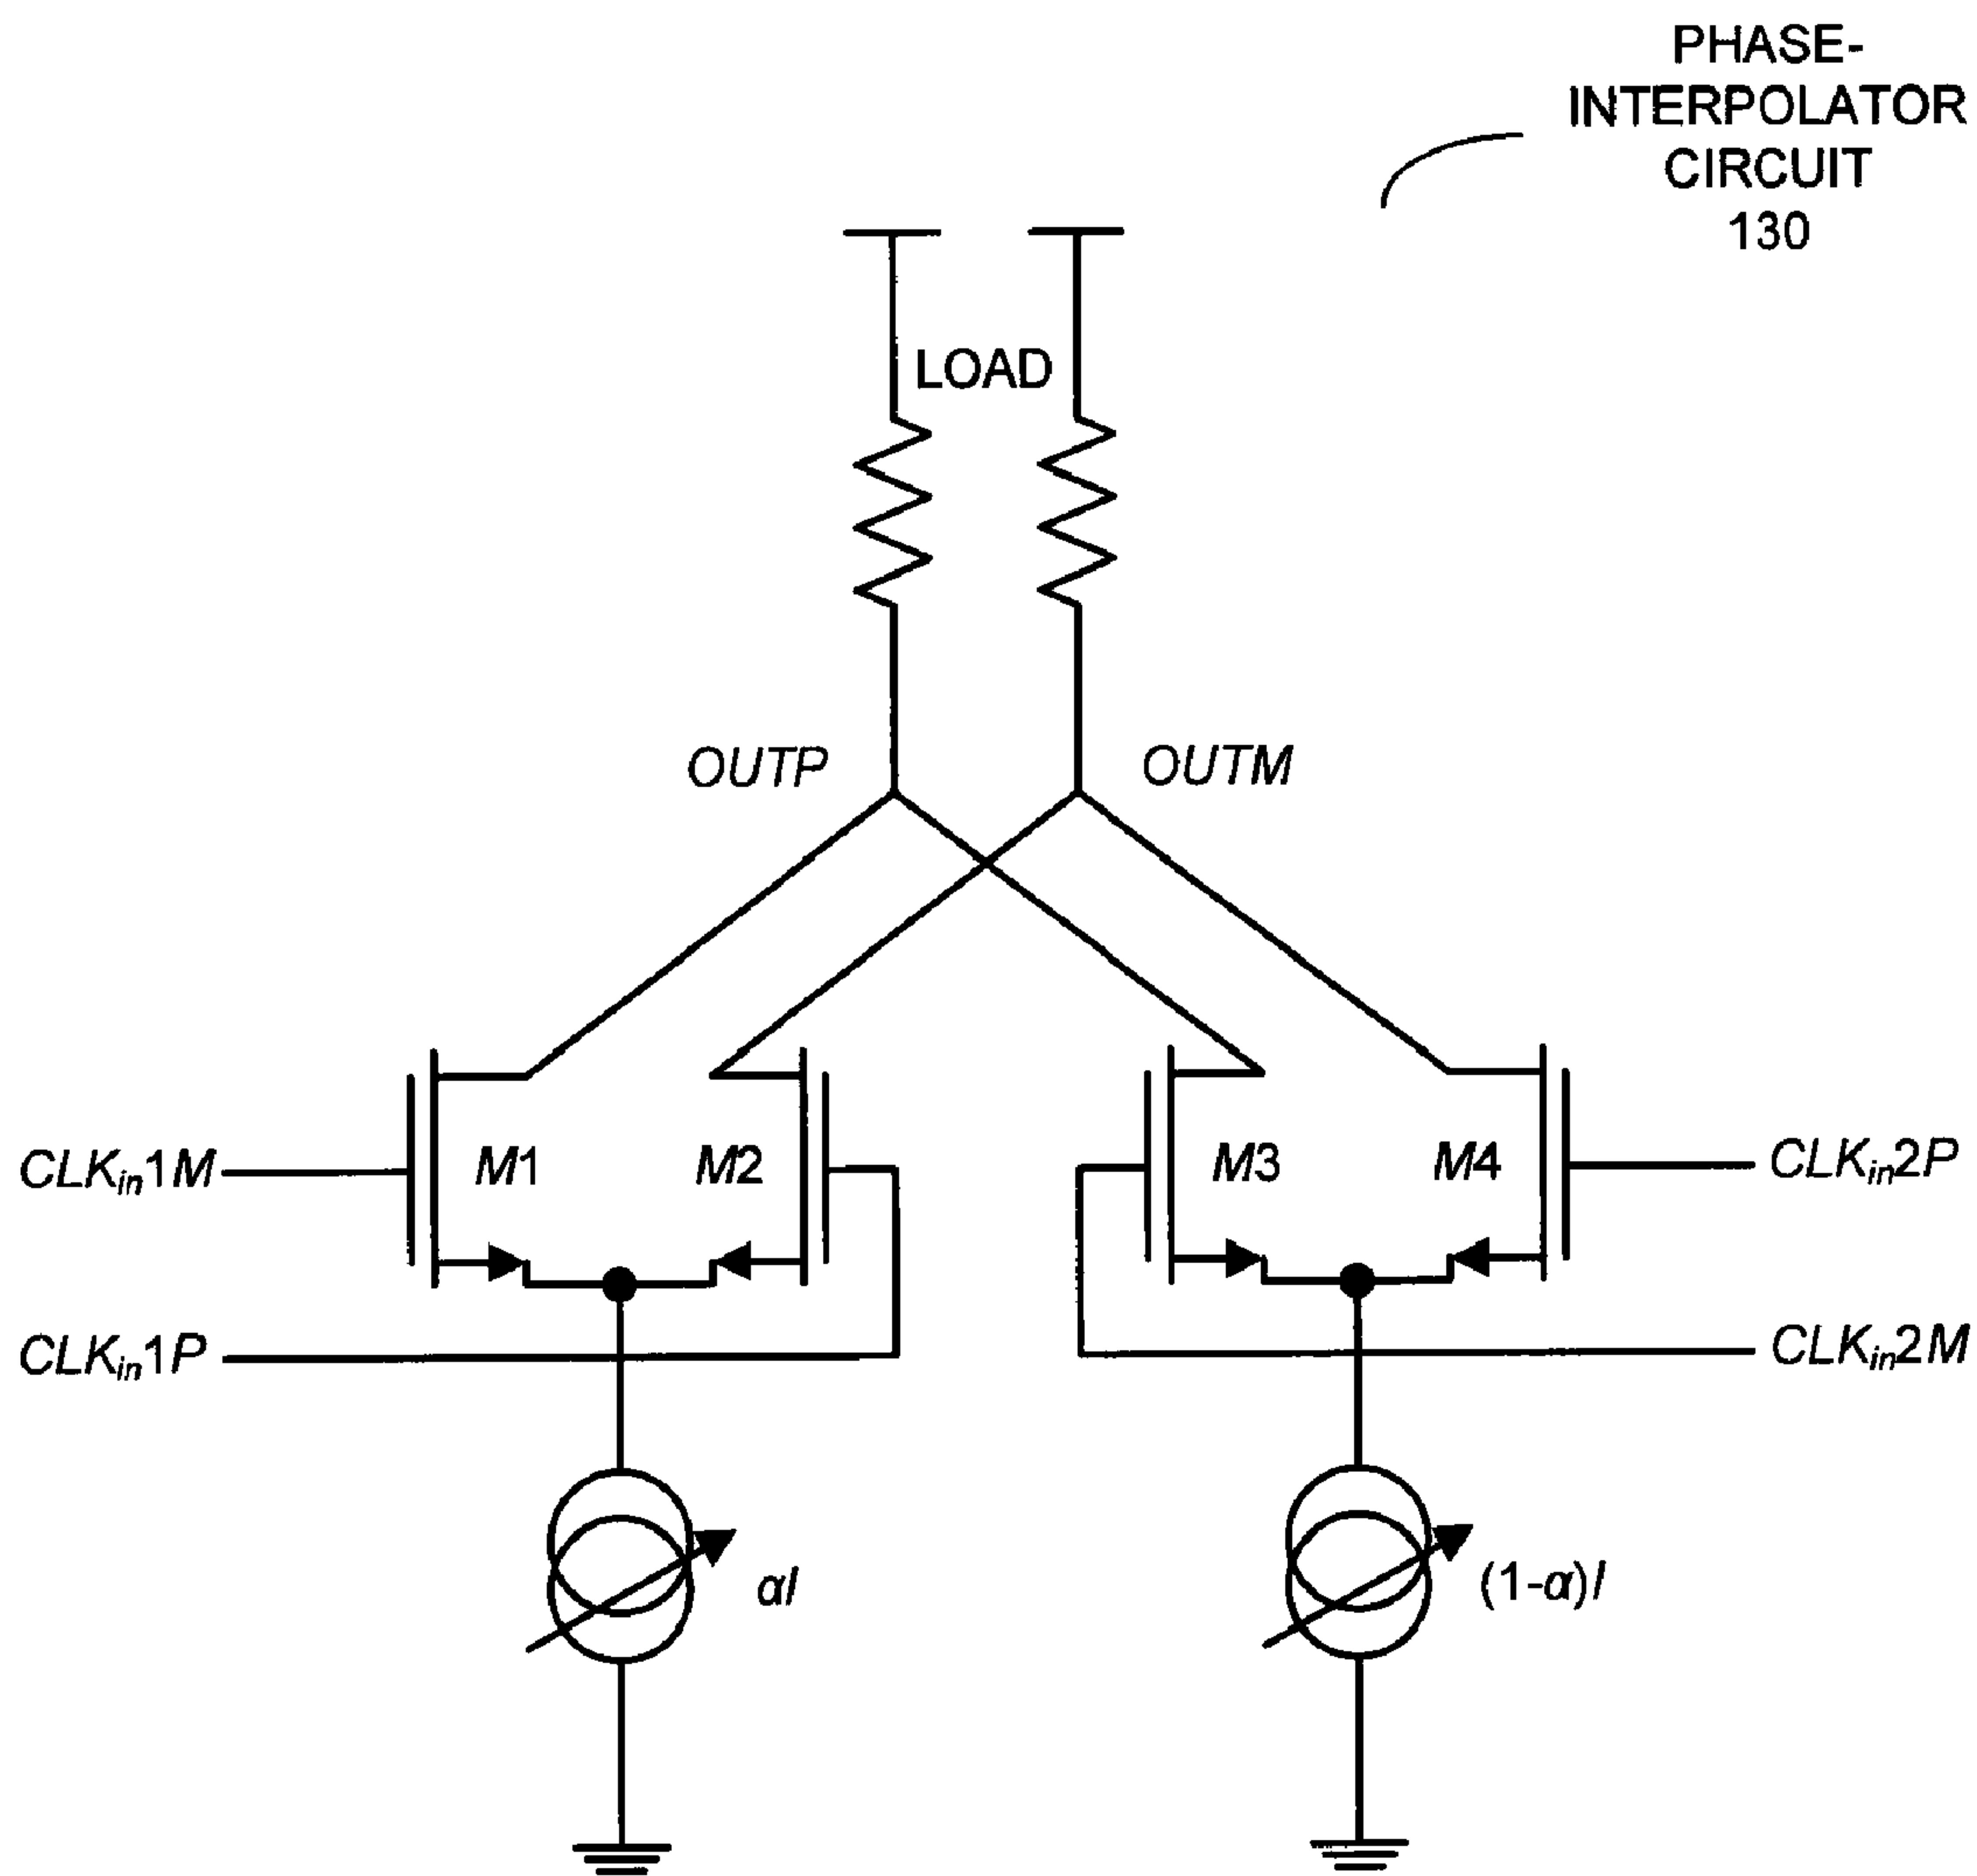 PHASE-
INTERPOLATOR
CIRCUIT
130
LOAD
OUTP
OUTM
CLKin1M
M1
M2
M3
M4
CLKin2P
CLKin1P
CLKin2M
αI
(1-α)I